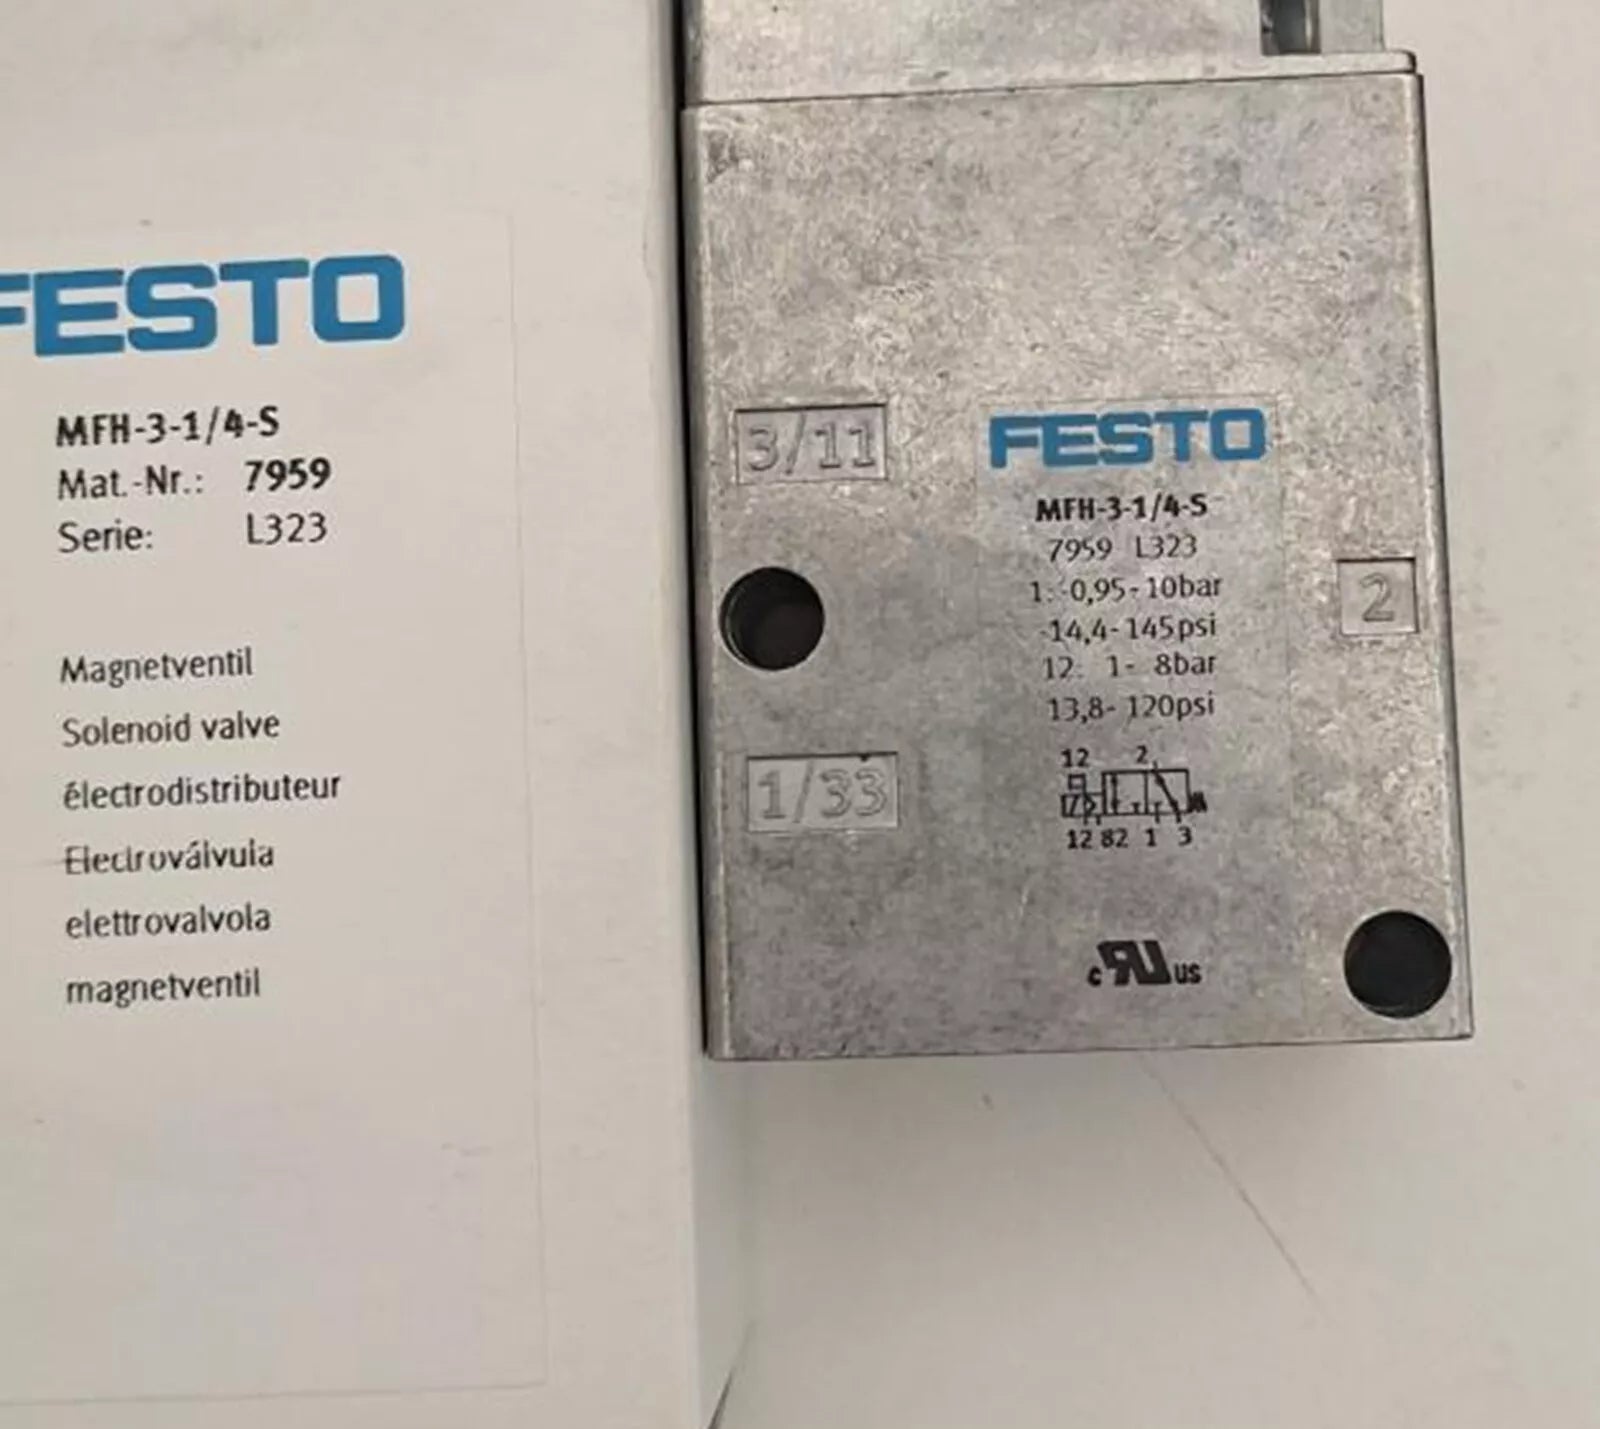 FESTO
MFH-3-1/4-S
Mat.-Nr.: 7959
Serie: L323
Magnetventil
Solenoid valve
électrodistributeur
Electroválvula
elettrovalvola
magnetventil
3/11
FESTO
MFH-3-1/4-S
7959 L323
1: -0,95- 10bar
-14,4- 145psi
2
12: 1- 8bar
13,8- 120psi
1/33
12 2
12 82 1 3
c RU us